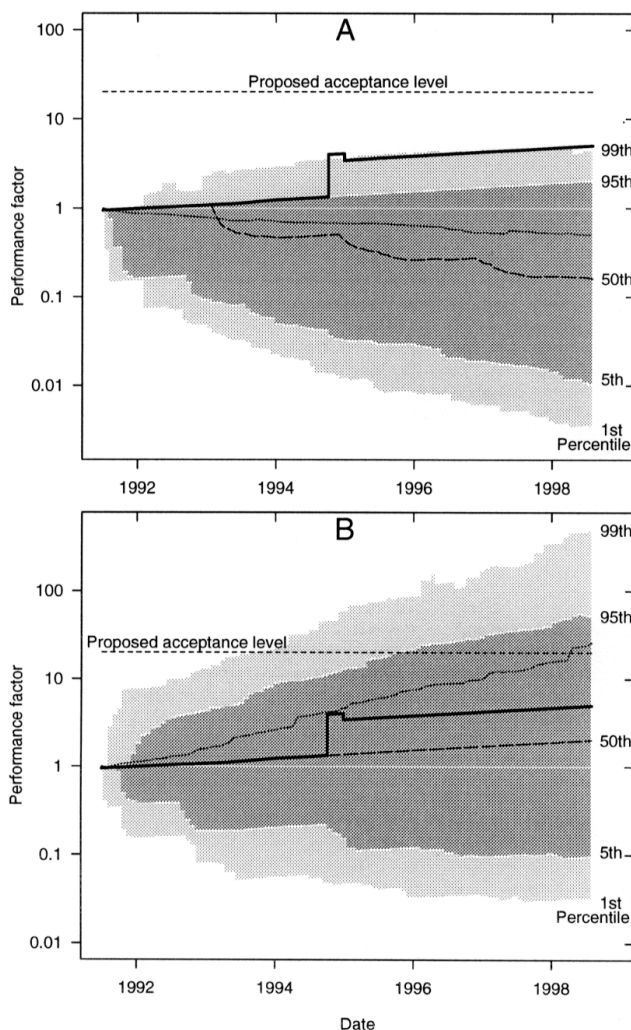 A
100
Proposed acceptance level
10
99th
95th
1
50th
0.1
5th
0.01
1st
Percentile
Performance factor
1992
1994
1996
1998
B
99th
100
95th
Proposed acceptance level
10
50th
1
5th
0.1
1st
Percentile
0.01
Performance factor
1992
1994
1996
1998
Date